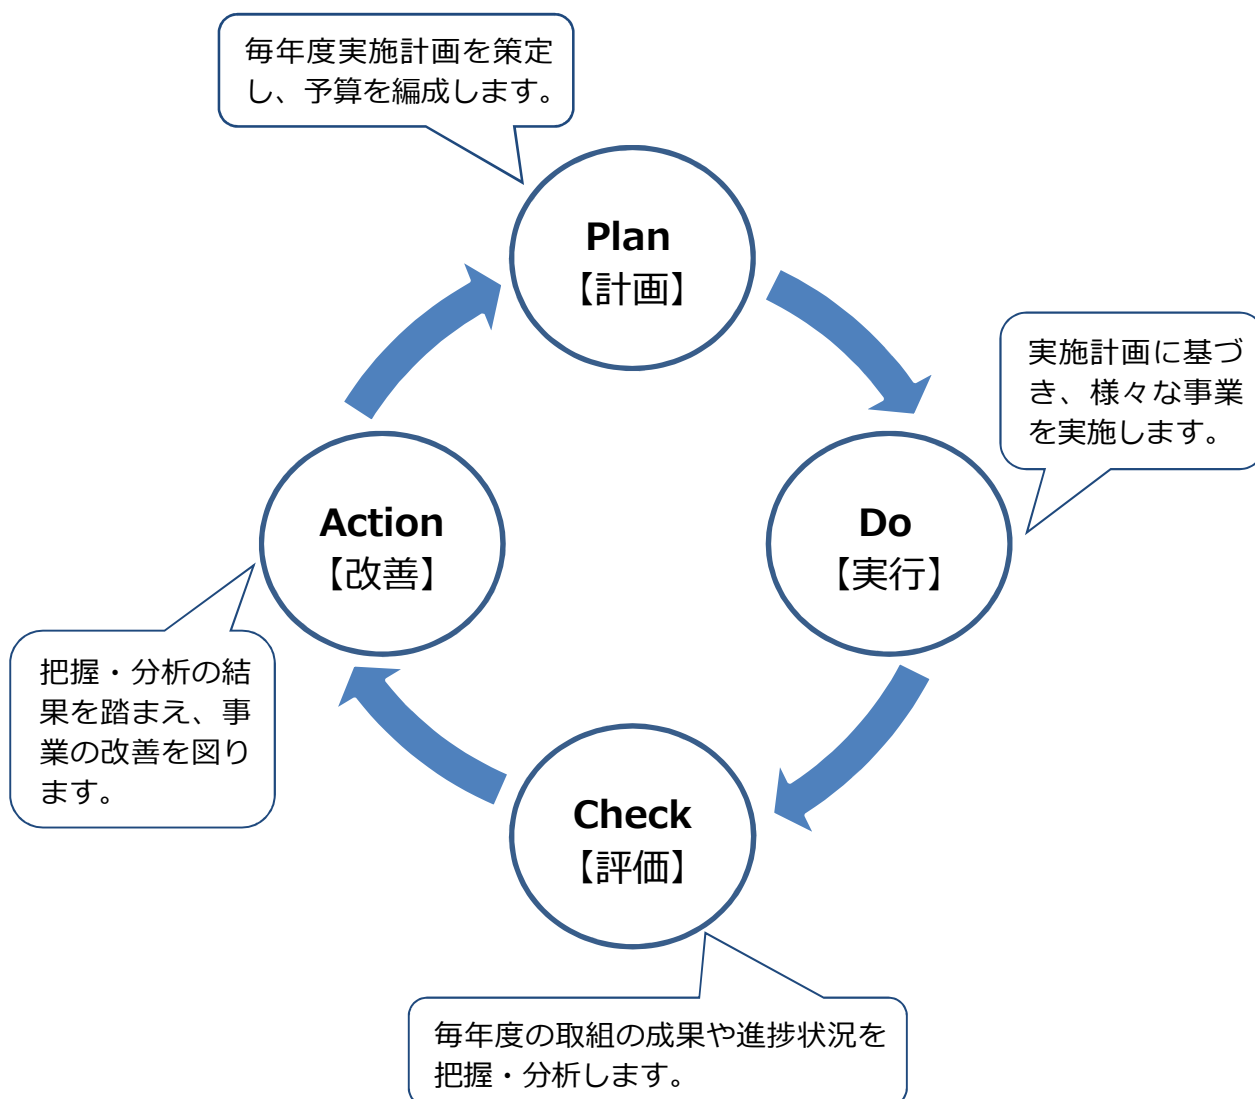 毎年度実施計画を策定
し、予算を編成します。
Plan
【計画】
実施計画に基づ
き、様々な事業
を実施します。
Do
【実行】
Check
【評価】
毎年度の取組の成果や進捗状況を
把握・分析します。
Action
【改善】
把握・分析の結
果を踏まえ、事
業の改善を図り
ます。